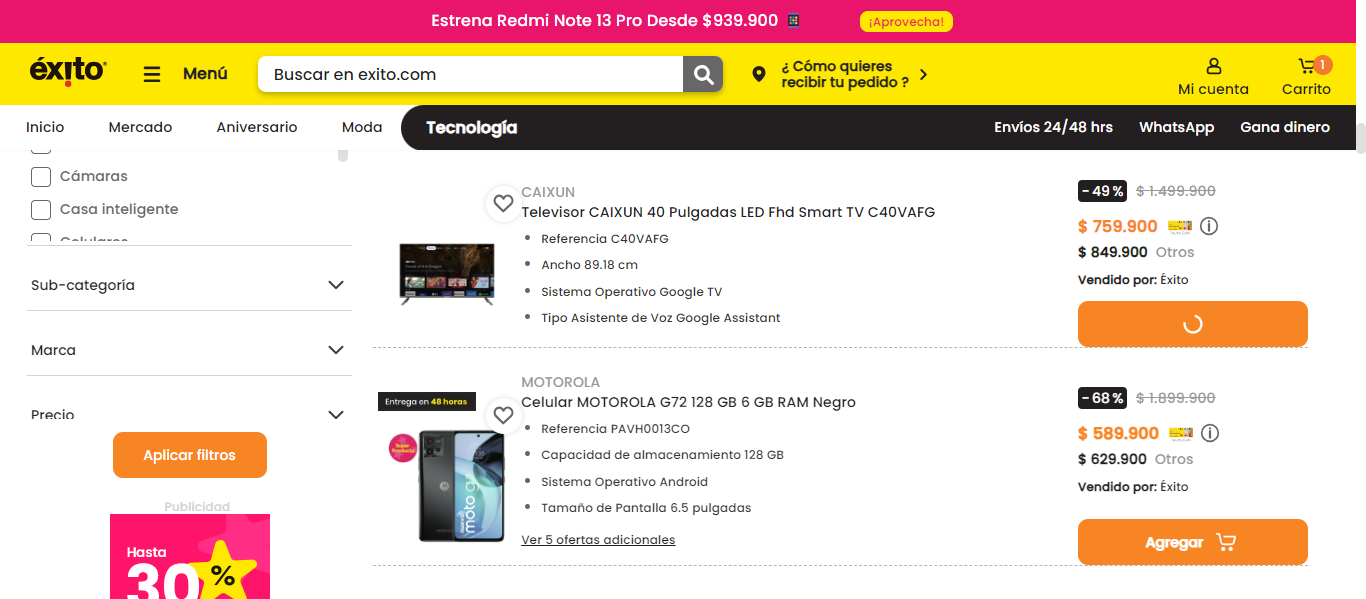 Estrena Redmi Note 13 Pro Desde $939.900
¡Aprovecha!
éxito
Menú
Buscar en exito.com
¿ Cómo quieres
recibir tu pedido ?
Mi cuenta
1
Carrito
Inicio
Mercado
Aniversario
Moda
Tecnología
Envíos 24/48 hrs
WhatsApp
Gana dinero
Cámaras
Casa inteligente
Celulares
Sub-categoría
Marca
Precio
Aplicar filtros
Publicidad
Hasta
30 %
CAIXUN
Televisor CAIXUN 40 Pulgadas LED Fhd Smart TV C40VAFG
Referencia C40VAFG
Ancho 89.18 cm
Sistema Operativo Google TV
Tipo Asistente de Voz Google Assistant
- 49 % $ 1.499.900
$ 759.900
$ 849.900 Otros
Vendido por: Éxito
Entrega en 48 horas
MOTOROLA
Celular MOTOROLA G72 128 GB 6 GB RAM Negro
Referencia PAVH0013CO
Capacidad de almacenamiento 128 GB
Sistema Operativo Android
Tamaño de Pantalla 6.5 pulgadas
Ver 5 ofertas adicionales
- 68 % $ 1.899.900
$ 589.900
$ 629.900 Otros
Vendido por: Éxito
Agregar